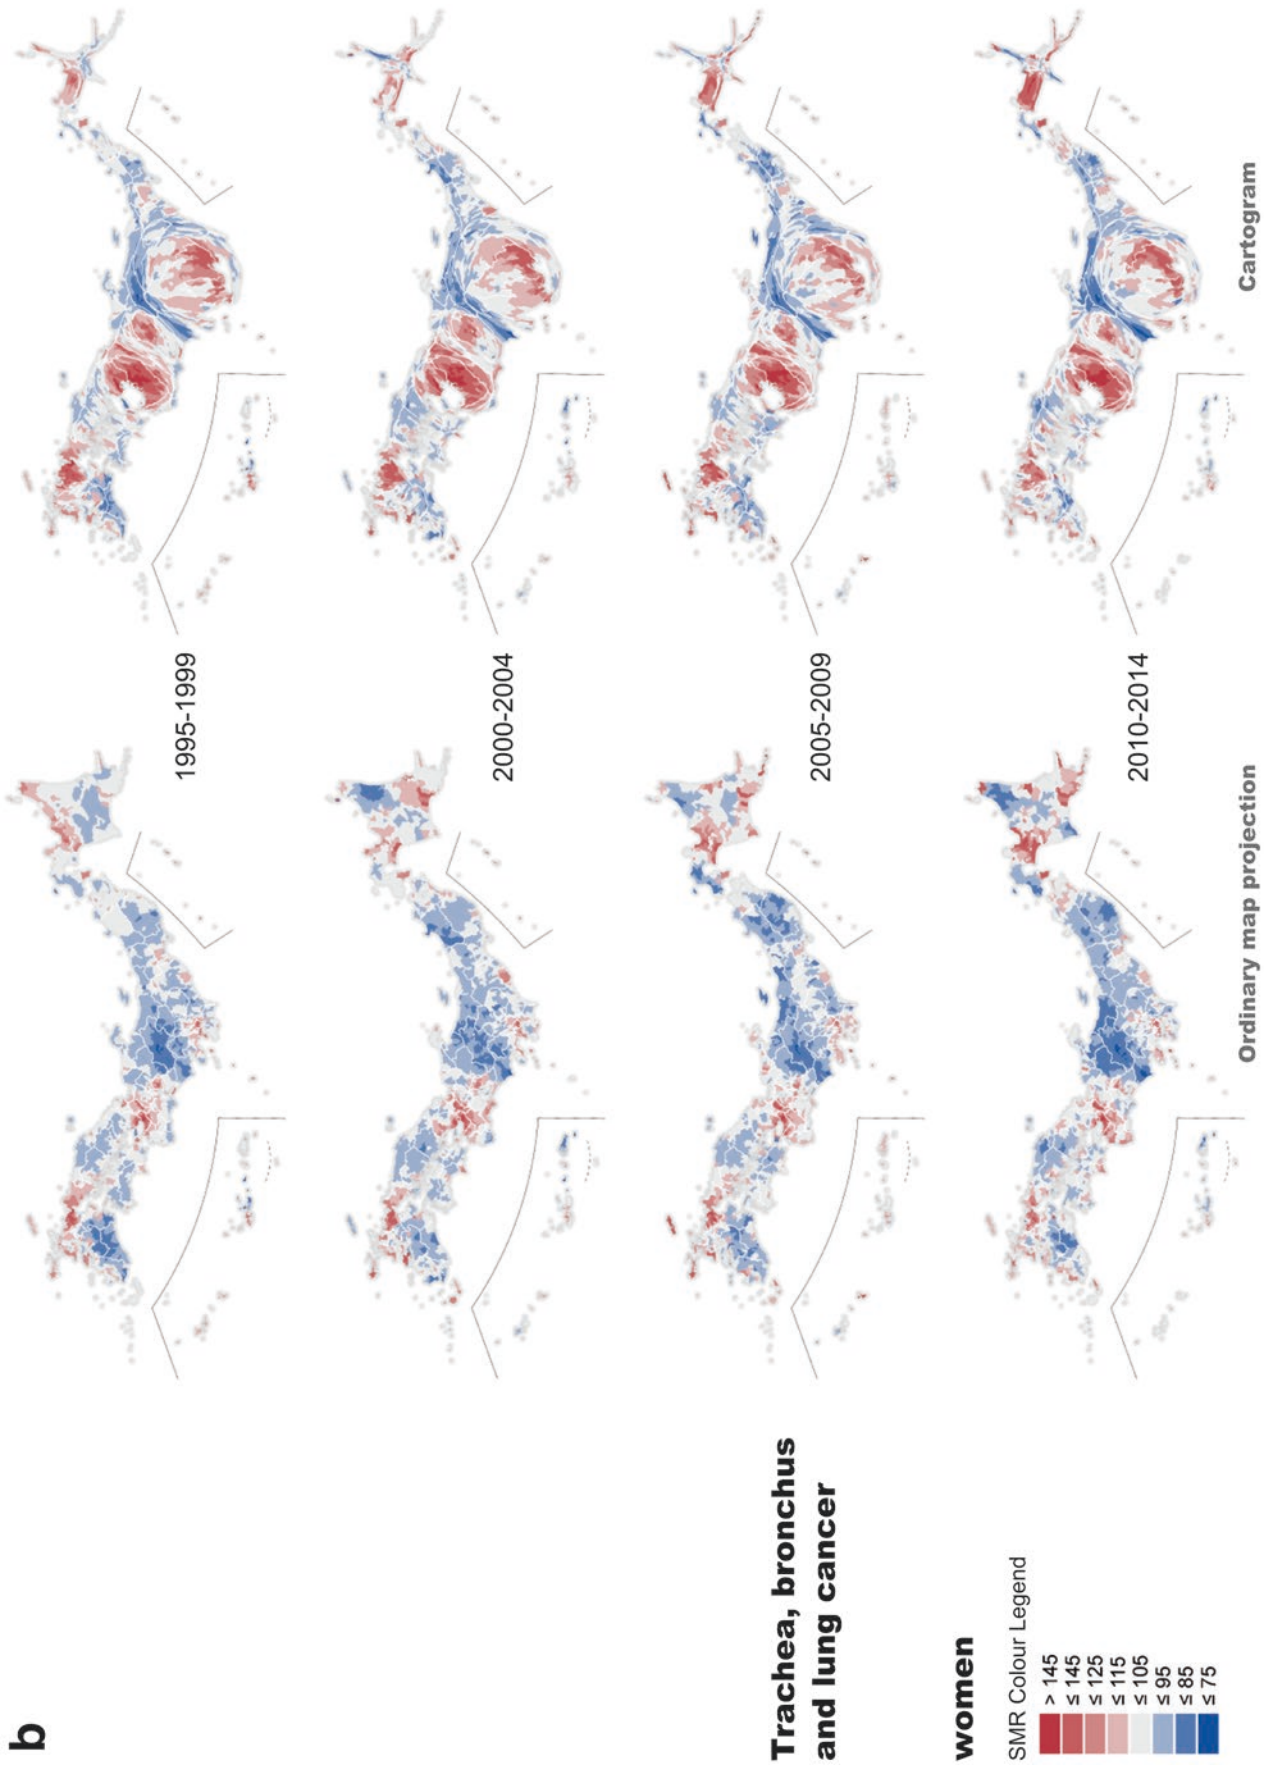 b
1995-1999
2000-2004
2005-2009
2010-2014
Trachea, bronchus
and lung cancer
women
SMR Colour Legend
> 145
≤ 145
≤ 125
≤ 115
≤ 105
≤ 95
≤ 85
≤ 75
Ordinary map projection
Cartogram